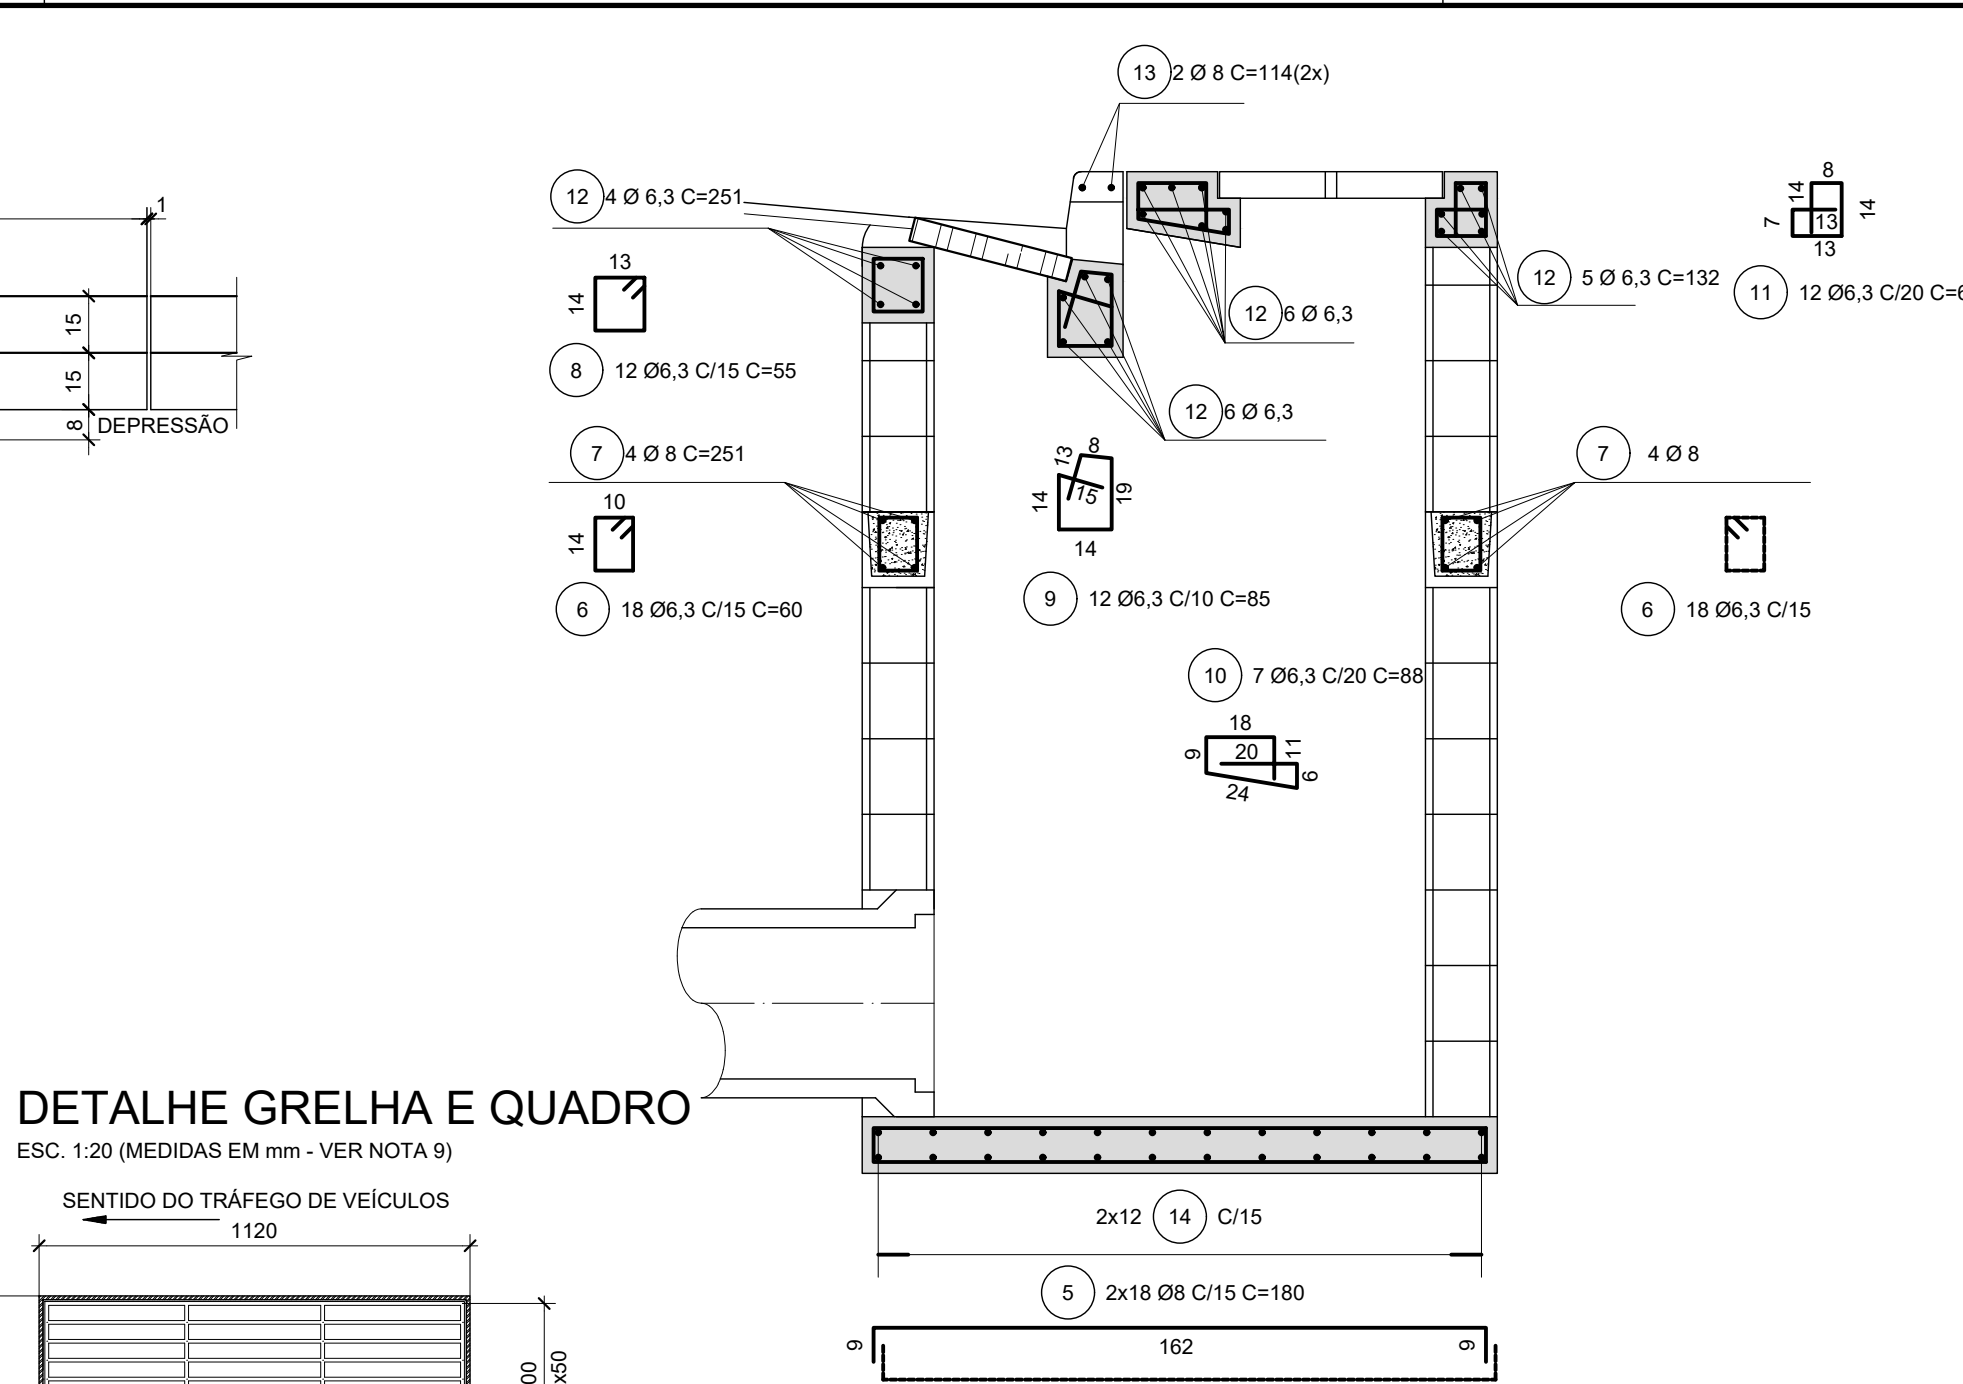 13 2 Ø 8 C=114(2x)
12 4 Ø 6,3 C=251
1
8
14
14
7
13
13
12 5 Ø 6,3 C=132
11 12 Ø6,3 C/20 C=6
13
14
12 6 Ø 6,3
15
15
8
DEPRESSÃO
8 12 Ø6,3 C/15 C=55
12 6 Ø 6,3
7 4 Ø 8 C=251
7 4 Ø 8
10
14
13
8
14
15
19
14
6 18 Ø6,3 C/15 C=60
9 12 Ø6,3 C/10 C=85
6 18 Ø6,3 C/15
10 7 Ø6,3 C/20 C=88
18
9
20
11
6
24
DETALHE GRELHA E QUADRO
ESC. 1:20 (MEDIDAS EM mm - VER NOTA 9)
SENTIDO DO TRÁFEGO DE VEÍCULOS
1120
2x12 14 C/15
5 2x18 Ø8 C/15 C=180
9
162
9
00
x50